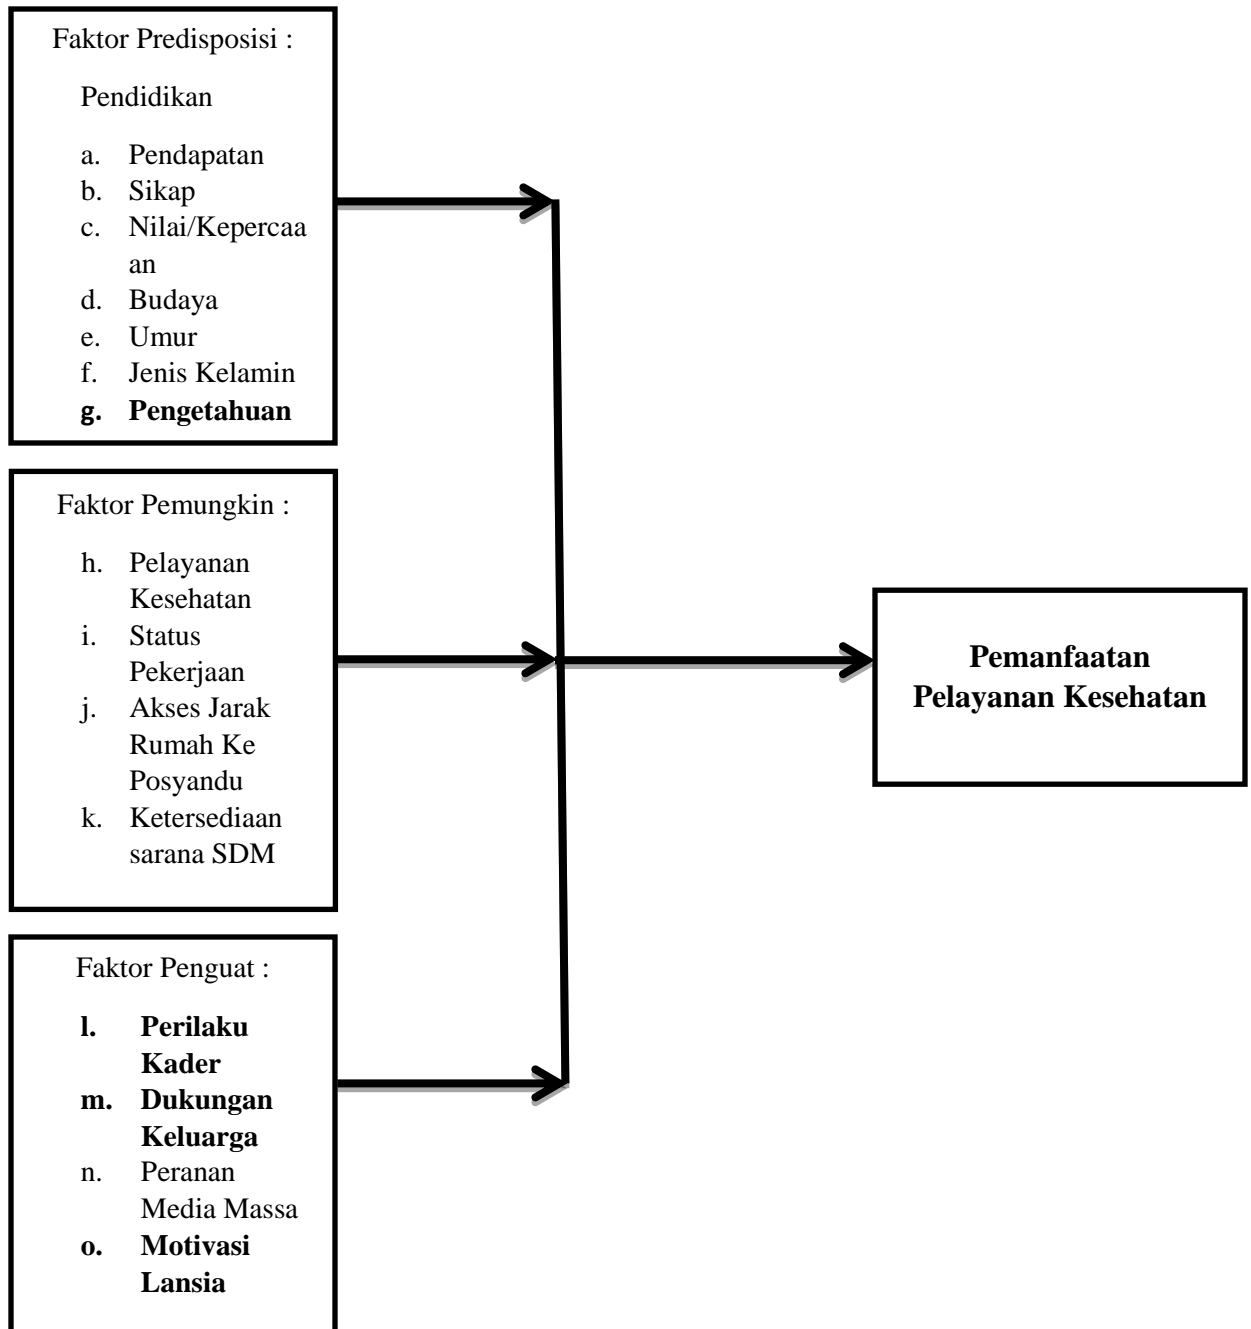 Faktor Predisposisi :
Pendidikan
a. Pendapatan
b. Sikap
c. Nilai/Kepercaa
an
d. Budaya
e. Umur
f. Jenis Kelamin
g. Pengetahuan
Faktor Pemungkin :
h. Pelayanan
Kesehatan
i. Status
Pekerjaan
j. Akses Jarak
Rumah Ke
Posyandu
k. Ketersediaan
sarana SDM
Faktor Penguat :
l. Perilaku
Kader
m. Dukungan
Keluarga
n. Peranan
Media Massa
o. Motivasi
Lansia
Pemanfaatan
Pelayanan Kesehatan